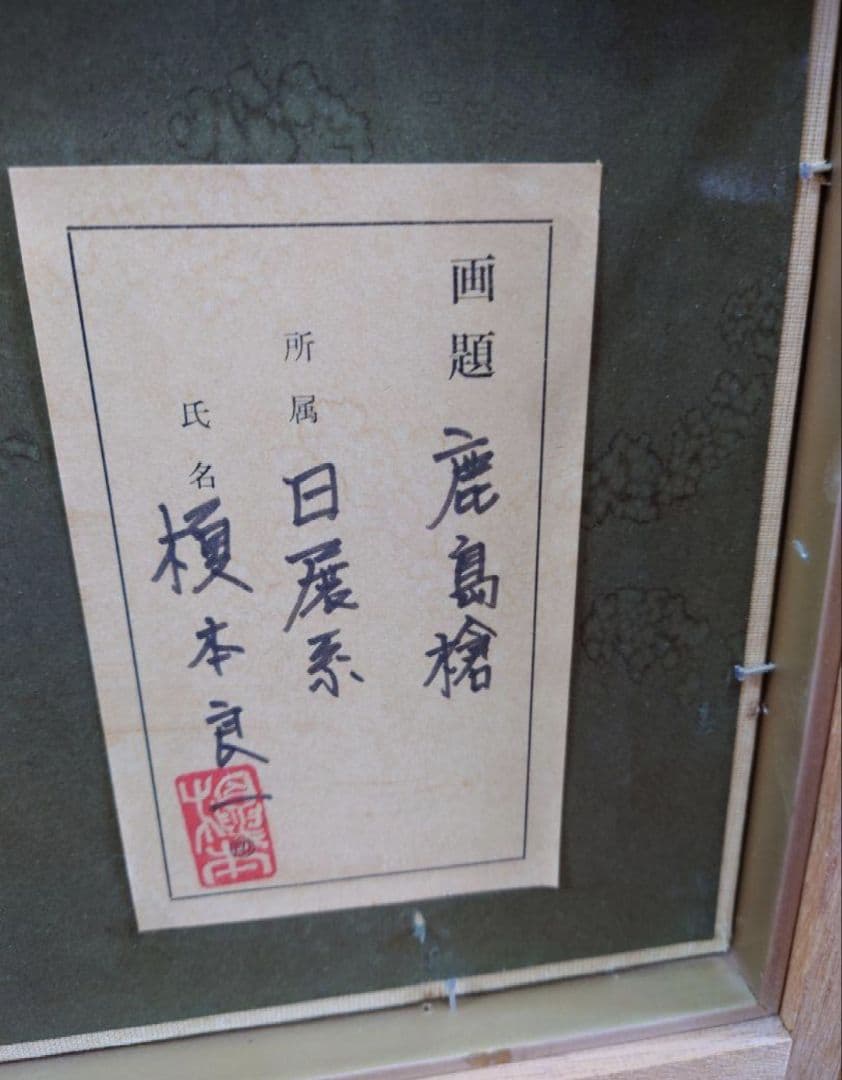 画題 鹿島槍
所属 日展系
氏名 榎本良一